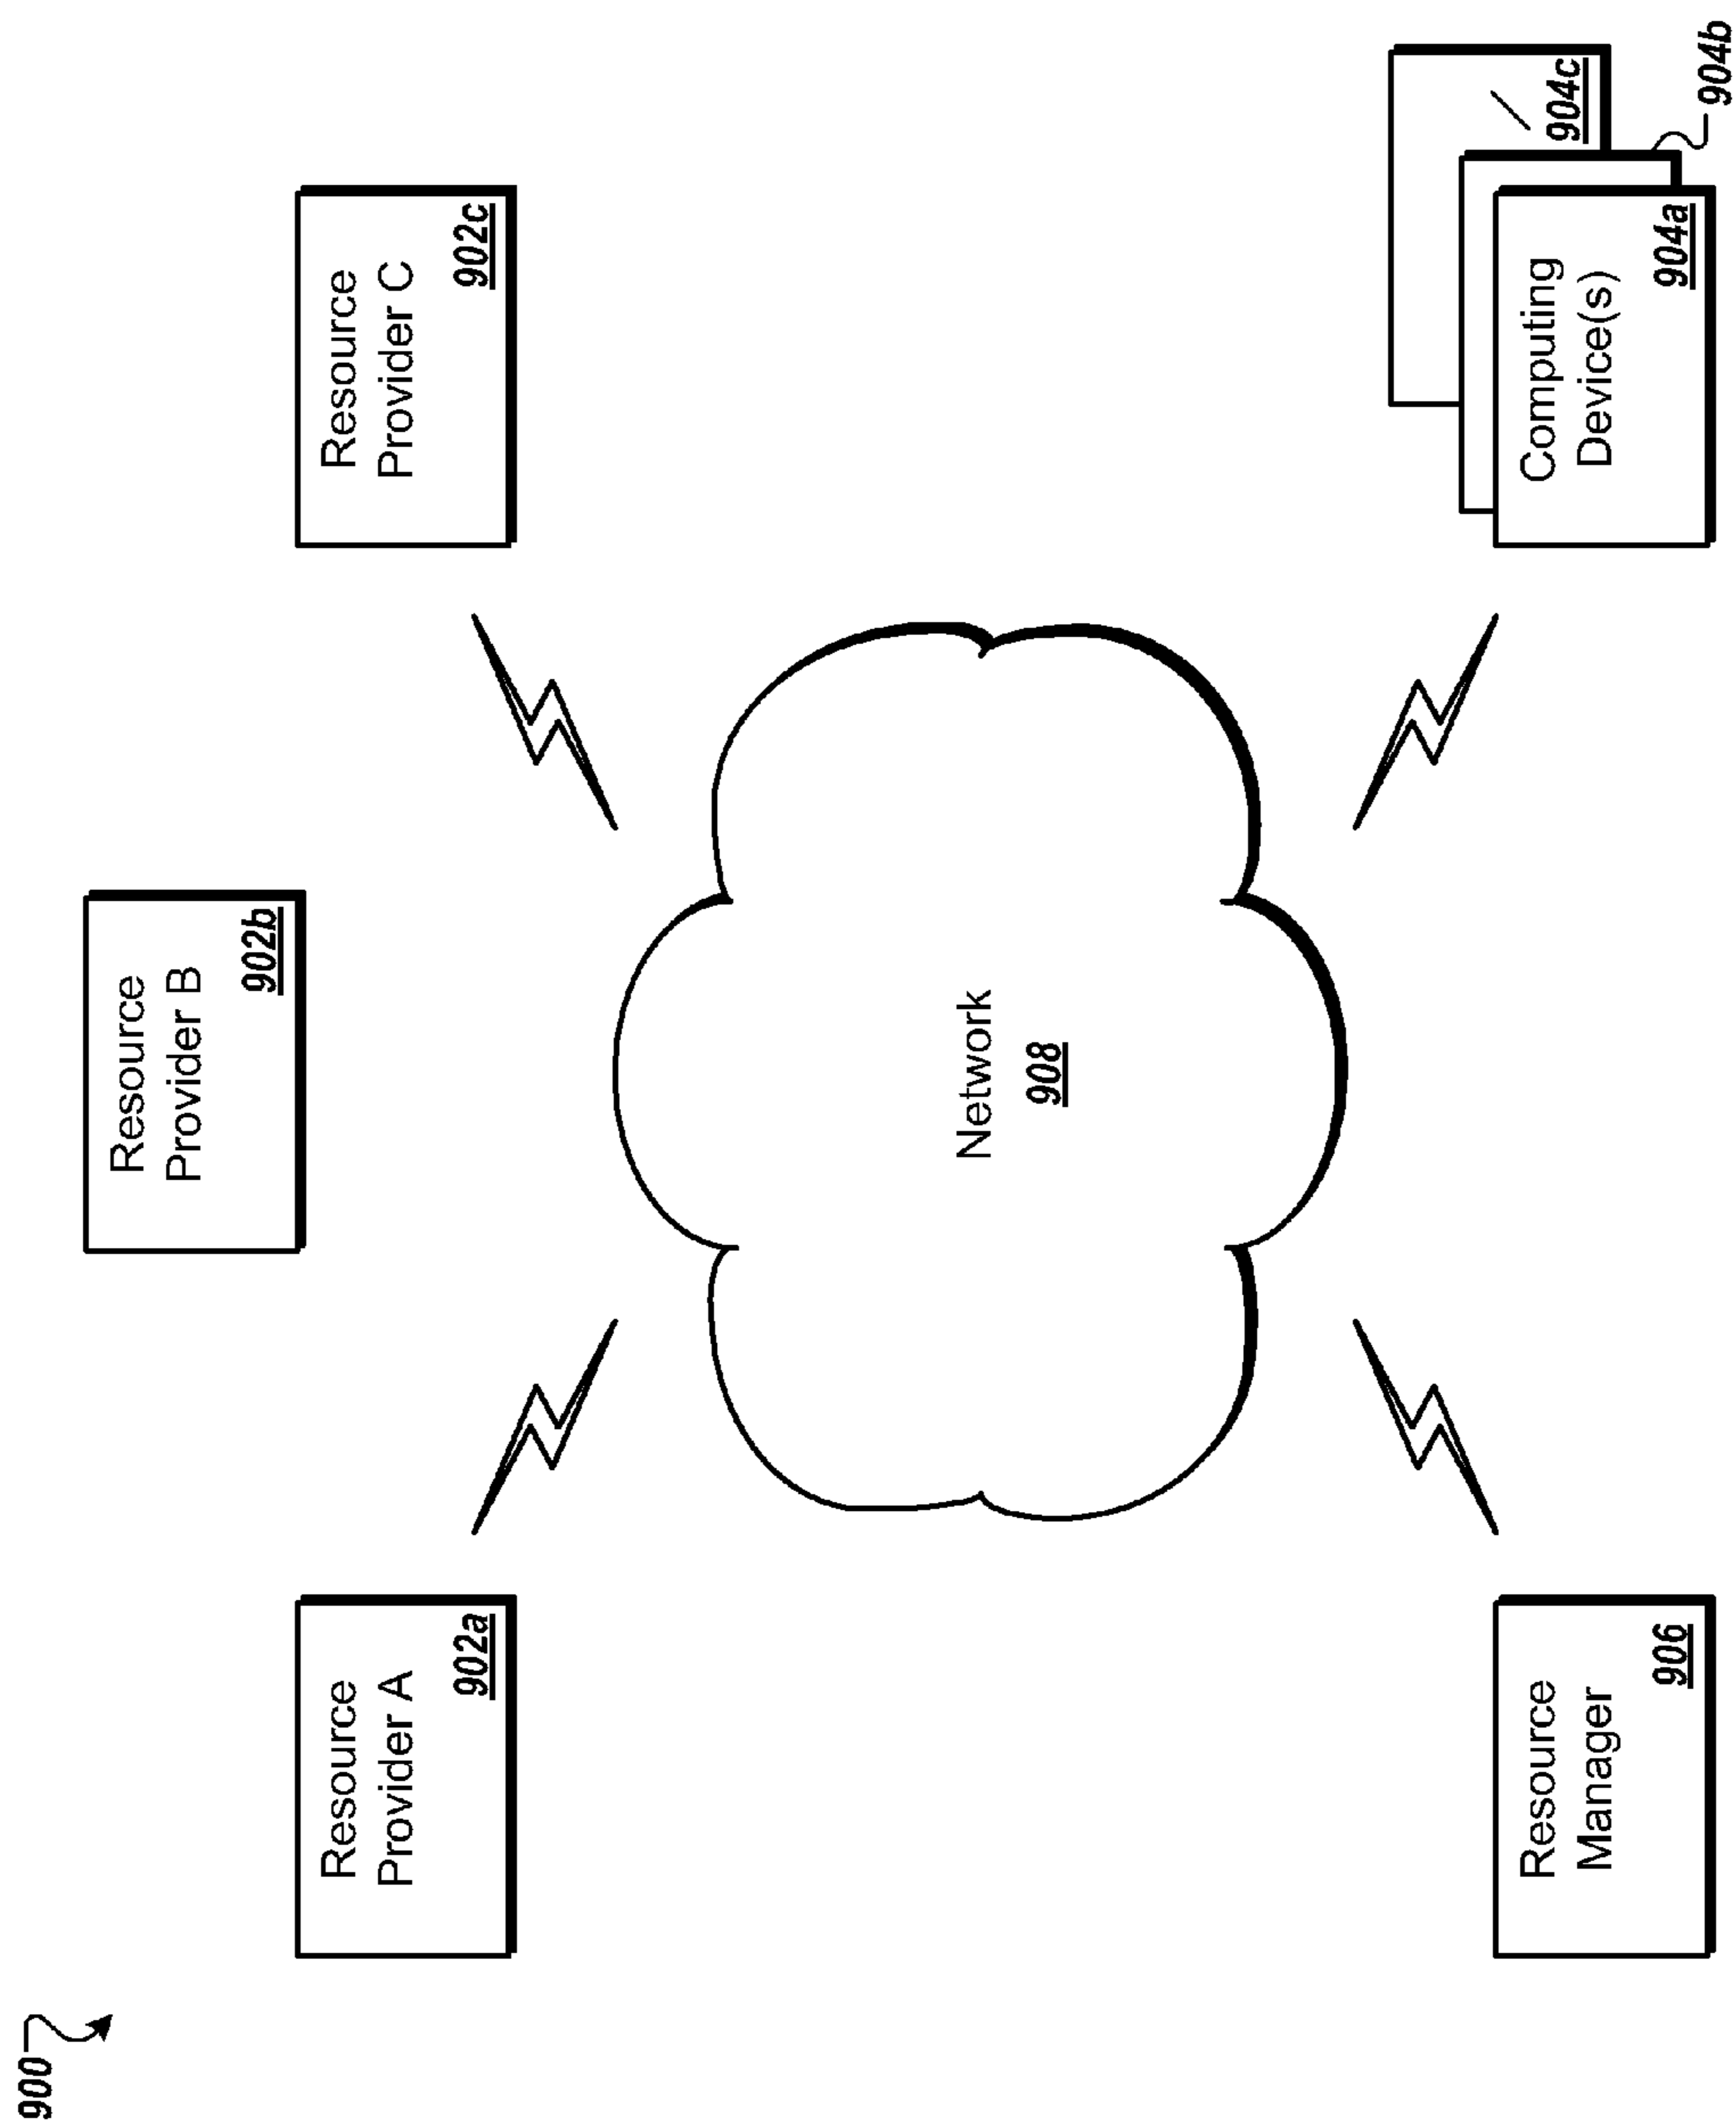 900
Resource
Provider B
902b
Resource
Provider A
902a
Resource
Provider C
902c
Network
908
Resource
Manager
906
Computing
Device(s)
904a
904b
904c